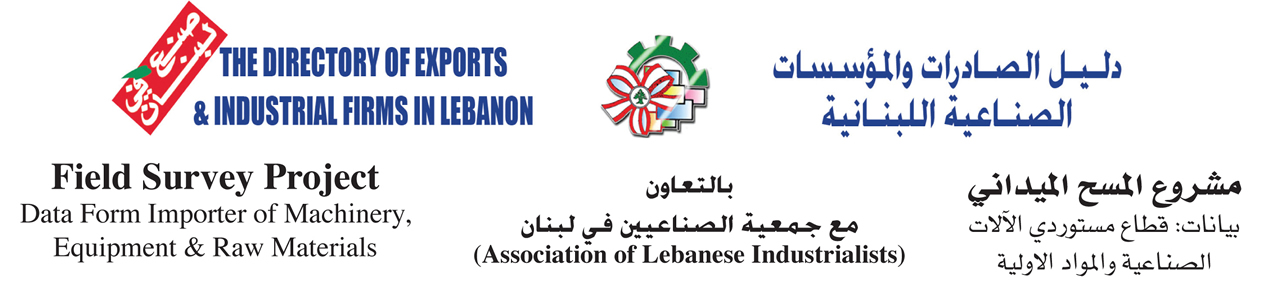 صنع في لبنان
THE DIRECTORY OF EXPORTS
& INDUSTRIAL FIRMS IN LEBANON
دليل الصادرات والمؤسسات
الصناعية اللبنانية
Field Survey Project
Data Form Importer of Machinery,
Equipment & Raw Materials
بالتعاون
مع جمعية الصناعيين في لبنان
(Association of Lebanese Industrialists)
مشروع المسح الميداني
بيانات: قطاع مستوردي الآلات
الصناعية والمواد الاولية